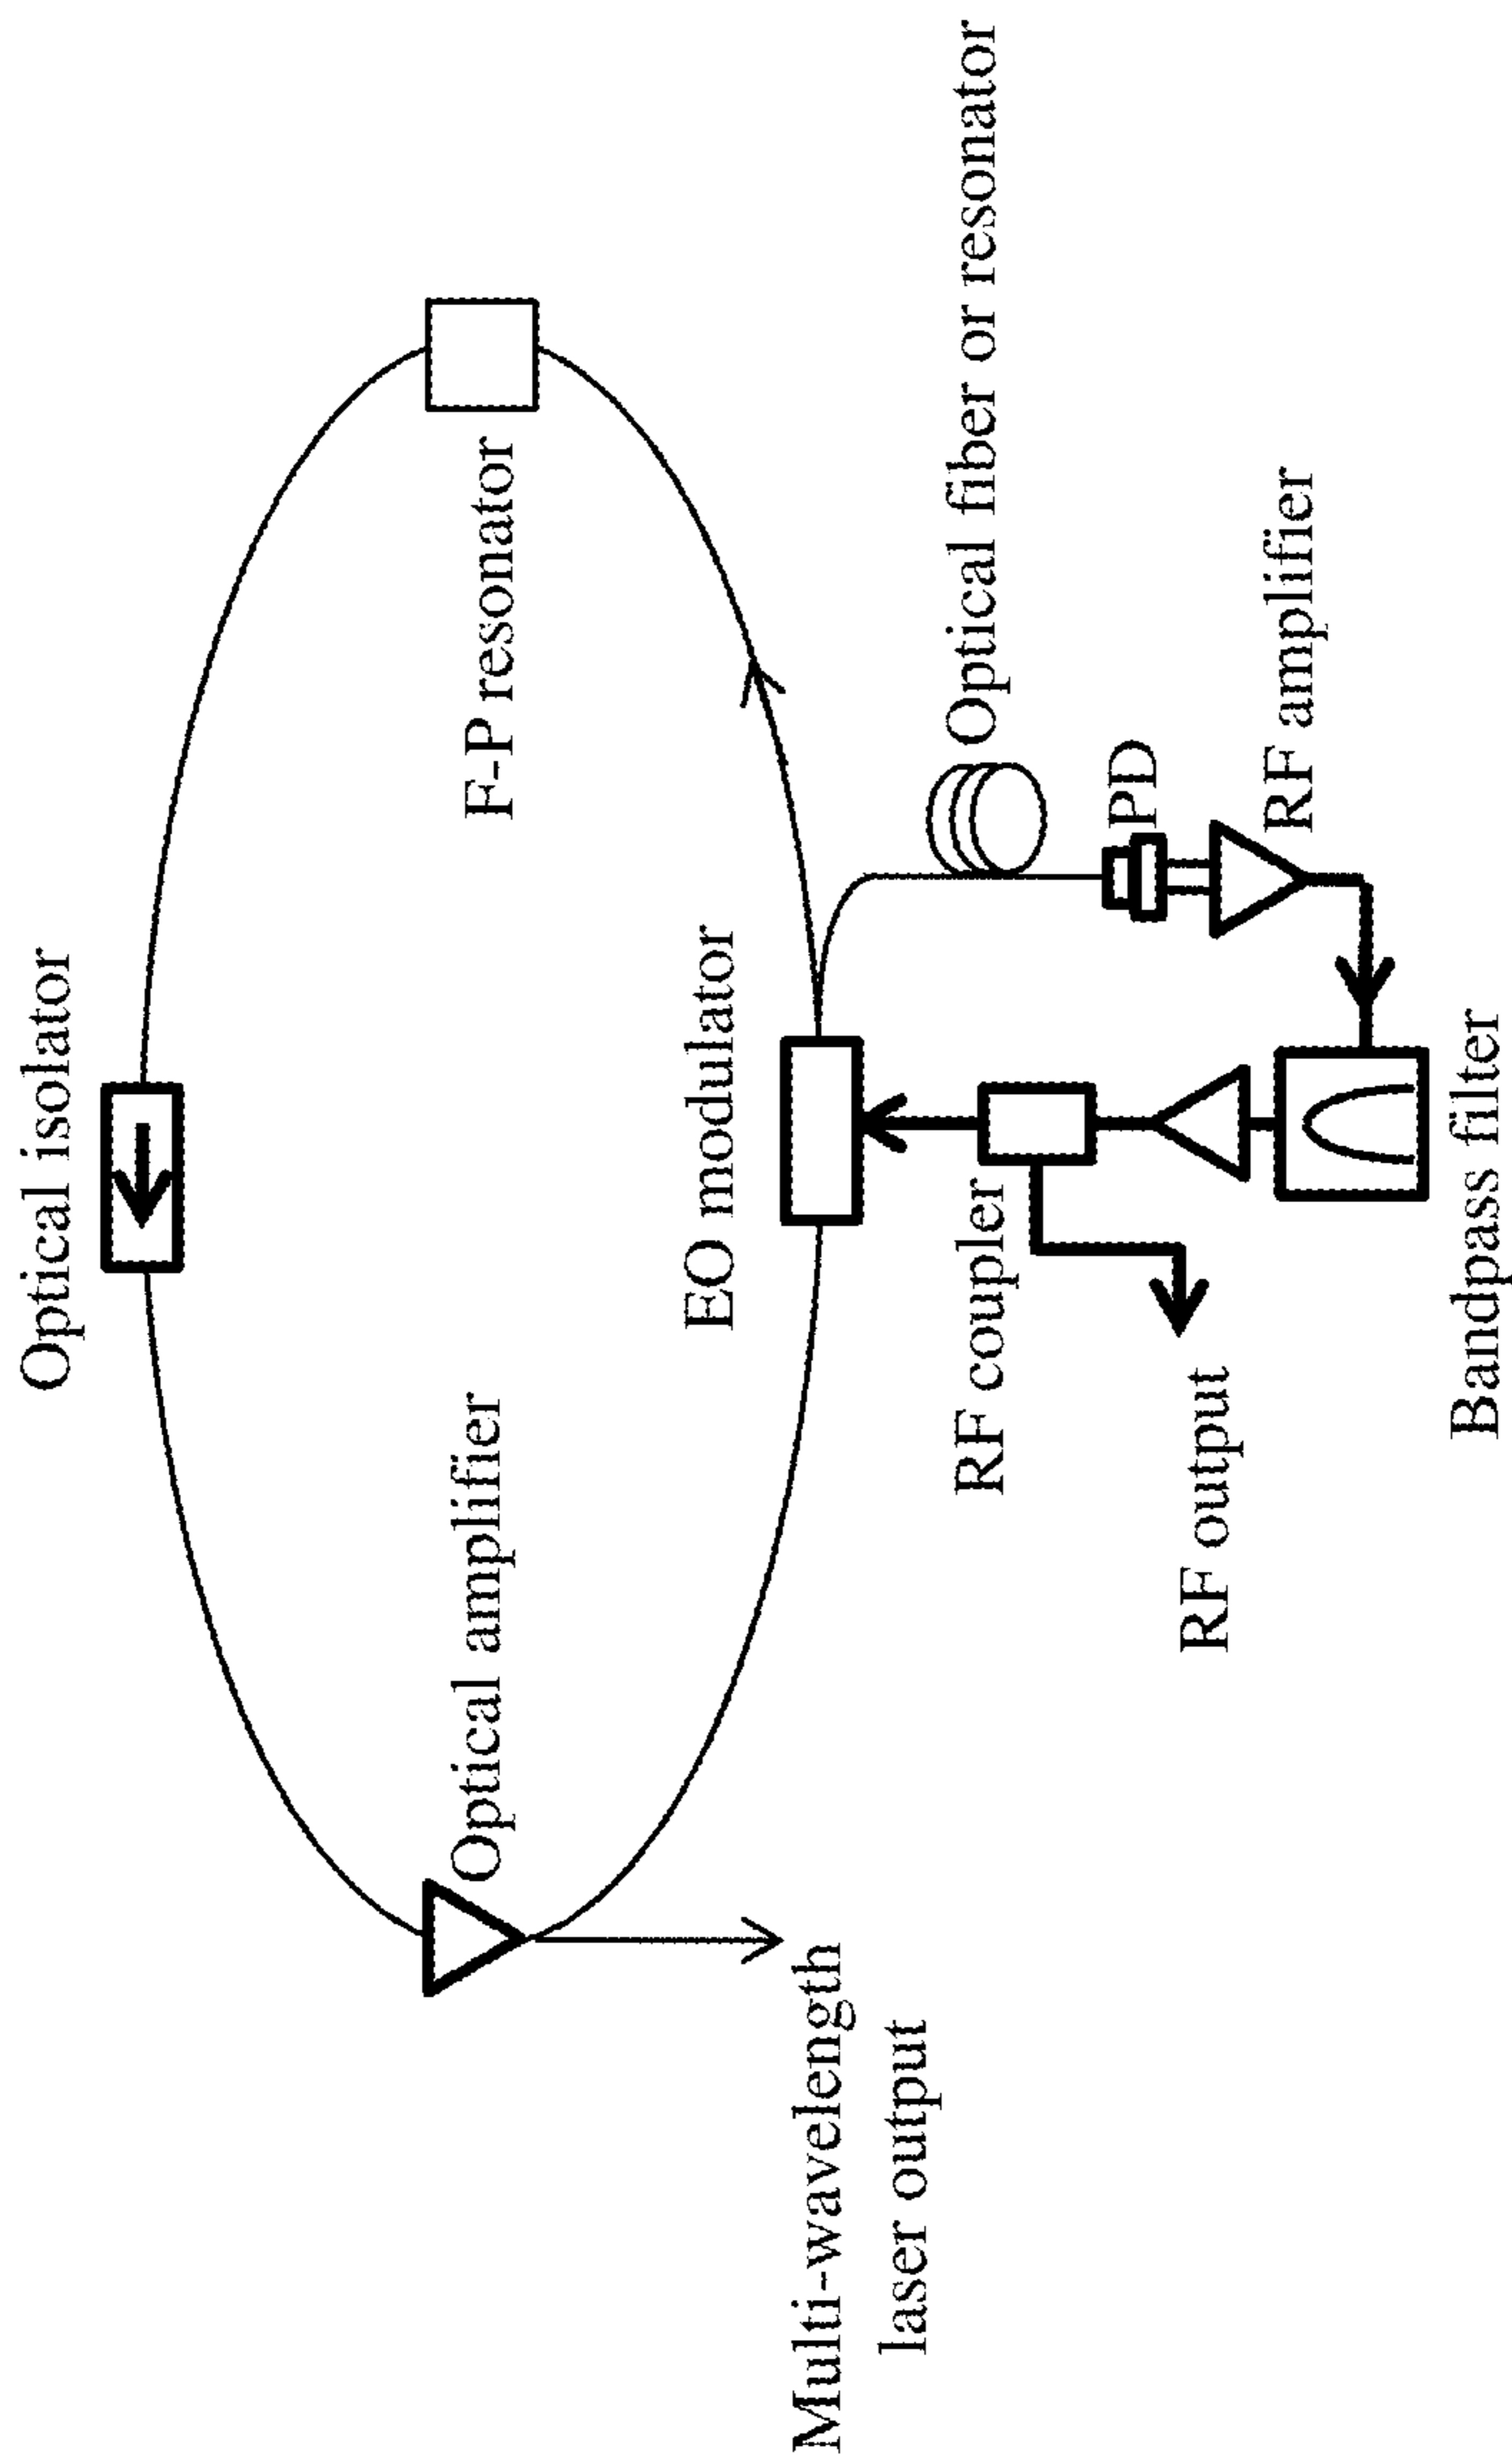 Optical isolator
Optical amplifier
F-P resonator
EO modulator
Multi-wavelength
laser output
RF coupler
Optical fiber or resonator
PD
RF output
RF amplifier
Bandpass filter